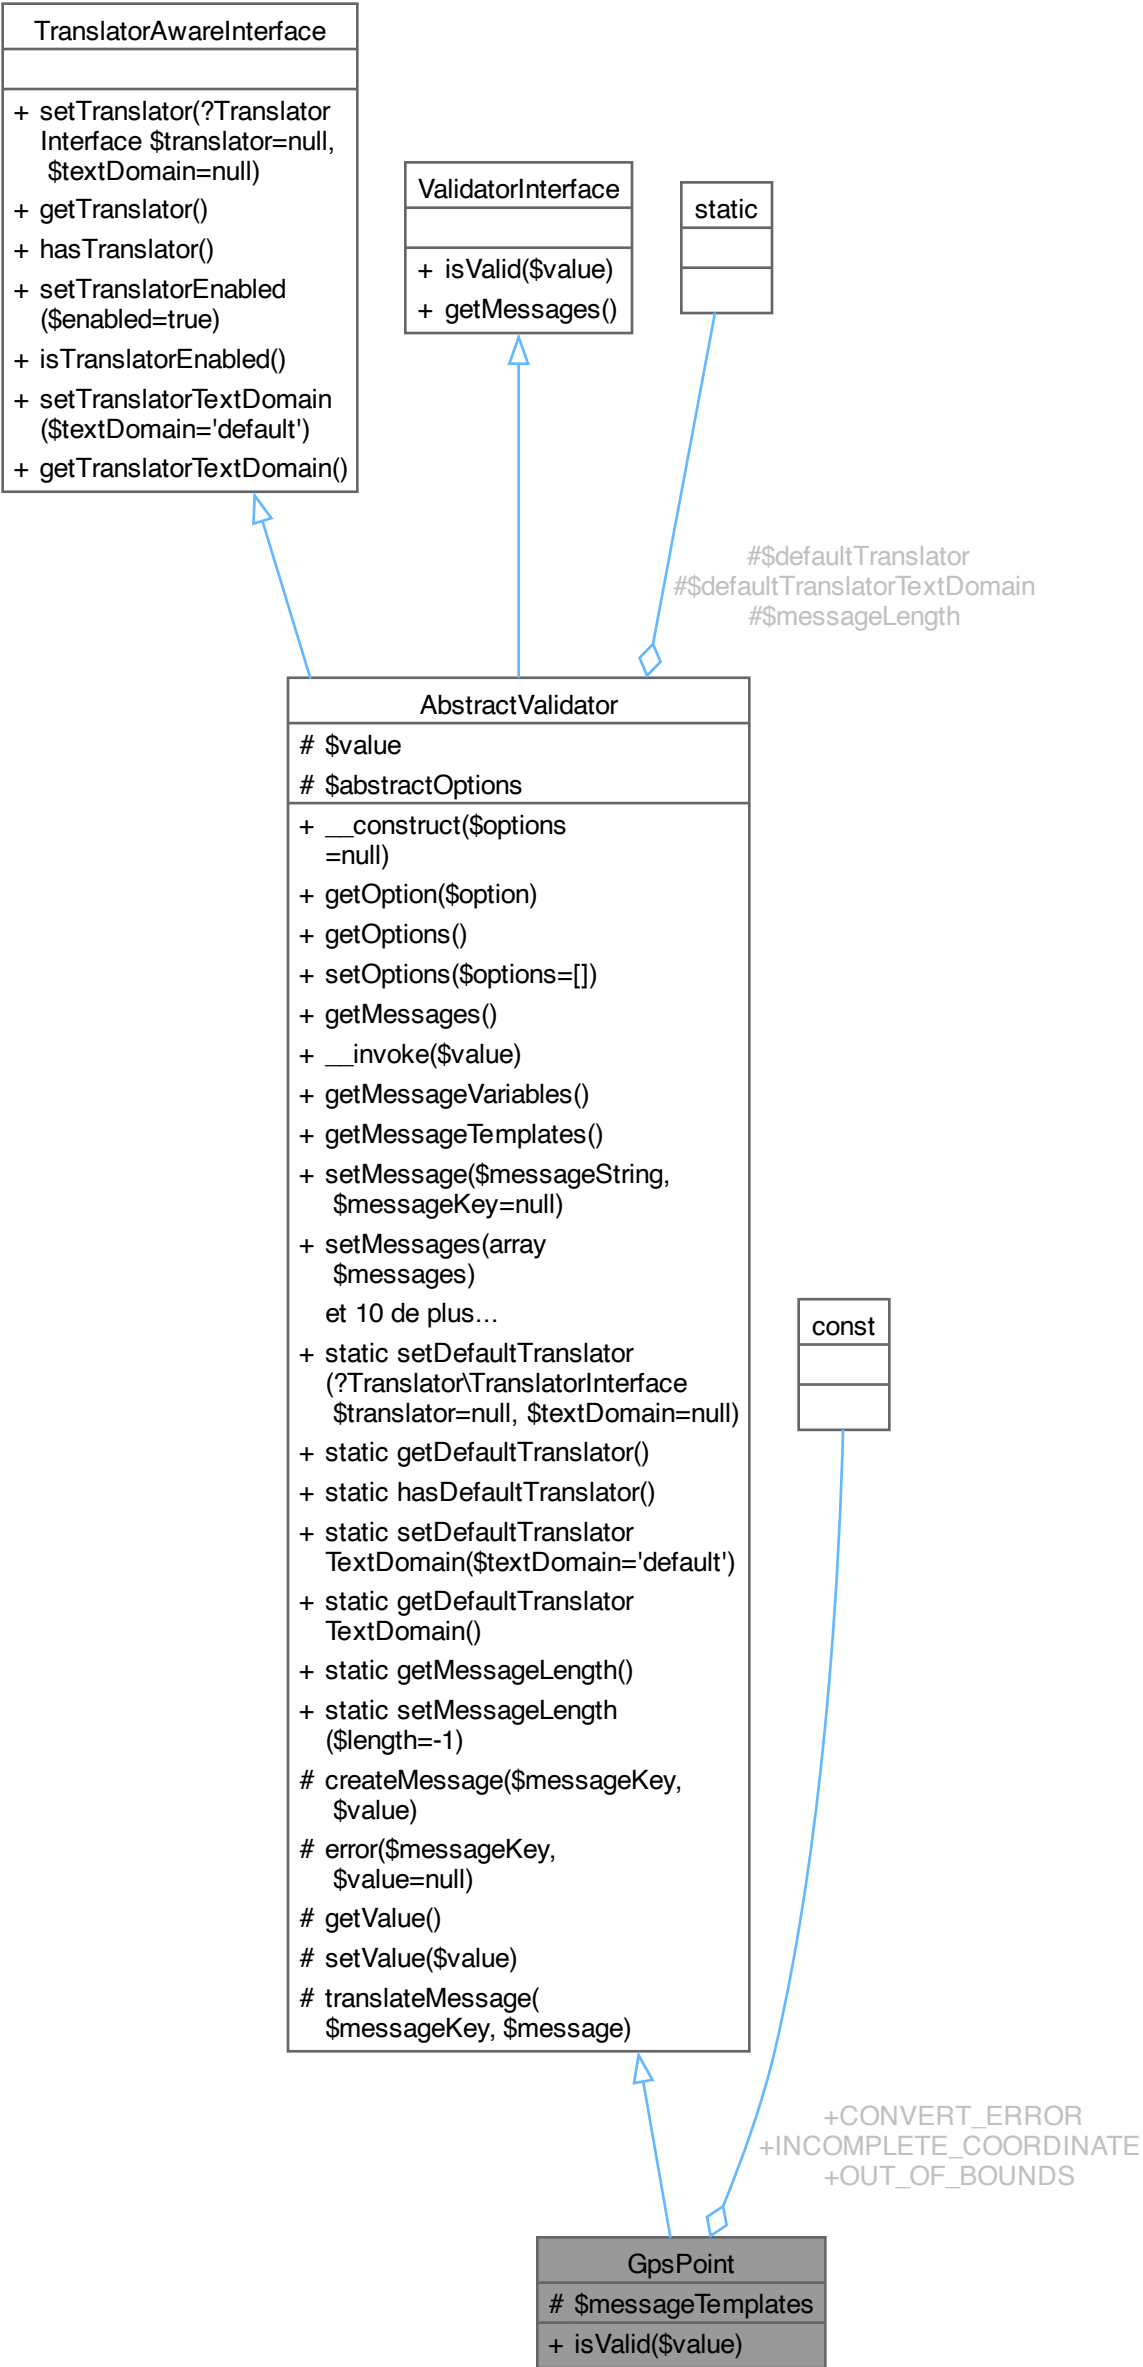 TranslatorAwareInterface
+ setTranslator(?Translator
Interface $translator=null,
$textDomain=null)
+ getTranslator()
+ hasTranslator()
+ setTranslatorEnabled
($enabled=true)
+ isTranslatorEnabled()
+ setTranslatorTextDomain
($textDomain='default')
+ getTranslatorTextDomain()
ValidatorInterface
+ isValid($value)
+ getMessages()
static
#$defaultTranslator
#$defaultTranslatorTextDomain
#$messageLength
AbstractValidator
# $value
# $abstractOptions
+ __construct($options
=null)
+ getOption($option)
+ getOptions()
+ setOptions($options=[])
+ getMessages()
+ __invoke($value)
+ getMessageVariables()
+ getMessageTemplates()
+ setMessage($messageString,
$messageKey=null)
+ setMessages(array
$messages)
et 10 de plus...
+ static setDefaultTranslator
(?Translator\TranslatorInterface
$translator=null, $textDomain=null)
+ static getDefaultTranslator()
+ static hasDefaultTranslator()
+ static setDefaultTranslator
TextDomain($textDomain='default')
+ static getDefaultTranslator
TextDomain()
+ static getMessageLength()
+ static setMessageLength
($length=-1)
# createMessage($messageKey,
$value)
# error($messageKey,
$value=null)
# getValue()
# setValue($value)
# translateMessage(
$messageKey, $message)
const
+CONVERT_ERROR
+INCOMPLETE_COORDINATE
+OUT_OF_BOUNDS
GpsPoint
# $messageTemplates
+ isValid($value)